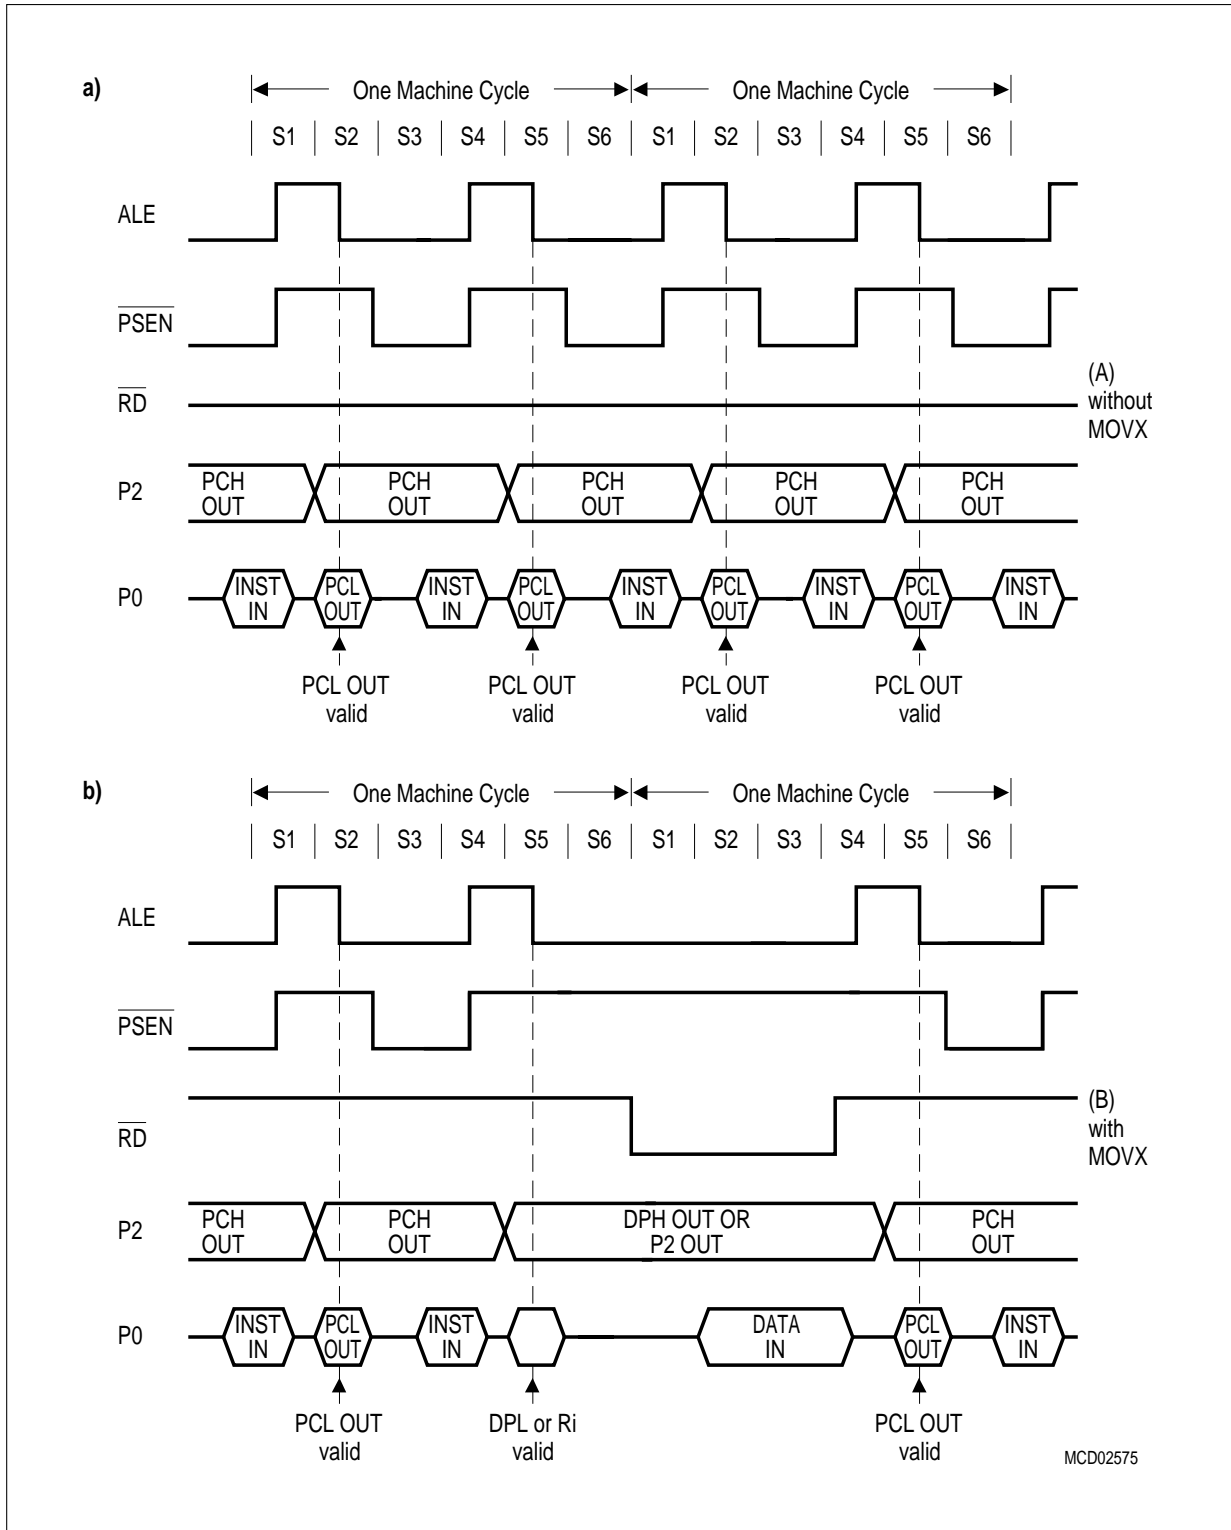 a)
One Machine Cycle One Machine Cycle
S1 S2 S3 S4 S5 S6 S1 S2 S3 S4 S5 S6
ALE
PSEN
RD
(A)
without
MOVX
P2
PCH PCH PCH PCH PCH
OUT OUT OUT OUT OUT
P0
INST PCL INST PCL INST PCL INST PCL INST
IN OUT IN OUT IN OUT IN OUT IN
PCL OUT PCL OUT PCL OUT PCL OUT
valid valid valid valid
b)
One Machine Cycle One Machine Cycle
S1 S2 S3 S4 S5 S6 S1 S2 S3 S4 S5 S6
ALE
PSEN
RD
(B)
with
MOVX
P2
PCH PCH DPH OUT OR PCH
OUT OUT P2 OUT OUT
P0
INST PCL INST DATA PCL INST
IN OUT IN IN OUT IN
PCL OUT DPL or Ri PCL OUT
valid valid valid
MCD02575